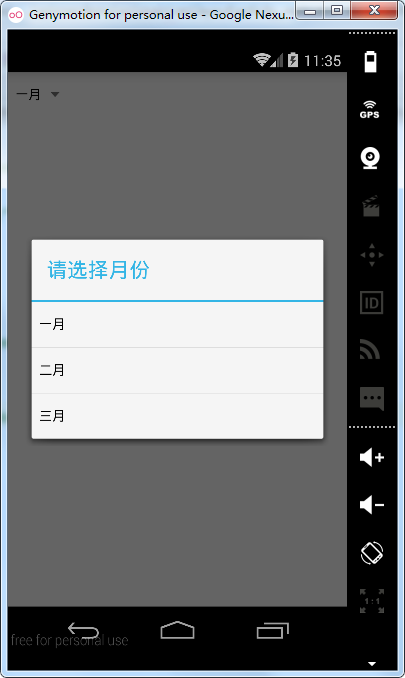 Genymotion for personal use - Google Nexu...
11:35
GPS
一月
请选择月份
一月
二月
三月
ID
1:1
free for personal use